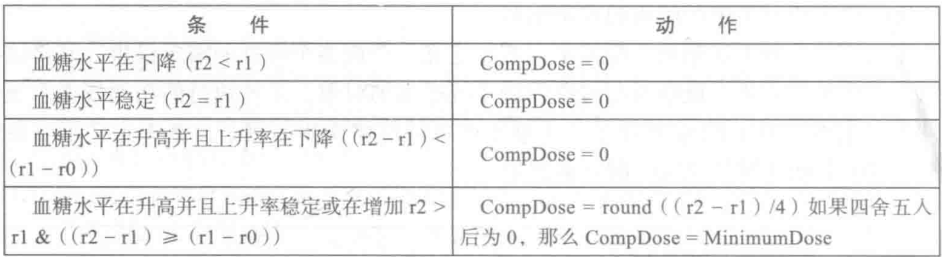 条 件
动 作
血糖水平在下降（r2 < r1）
CompDose = 0
血糖水平稳定（r2 = r1）
CompDose = 0
血糖水平在升高并且上升率在下降（(r2 − r1) <
(r1 − r0)）
CompDose = 0
血糖水平在升高并且上升率稳定或在增加 r2 >
r1 & （(r2 − r1) ⩾ (r1 − r0)）
CompDose = round（(r2 − r1) /4）如果四舍五入
后为 0，那么 CompDose = MinimumDose